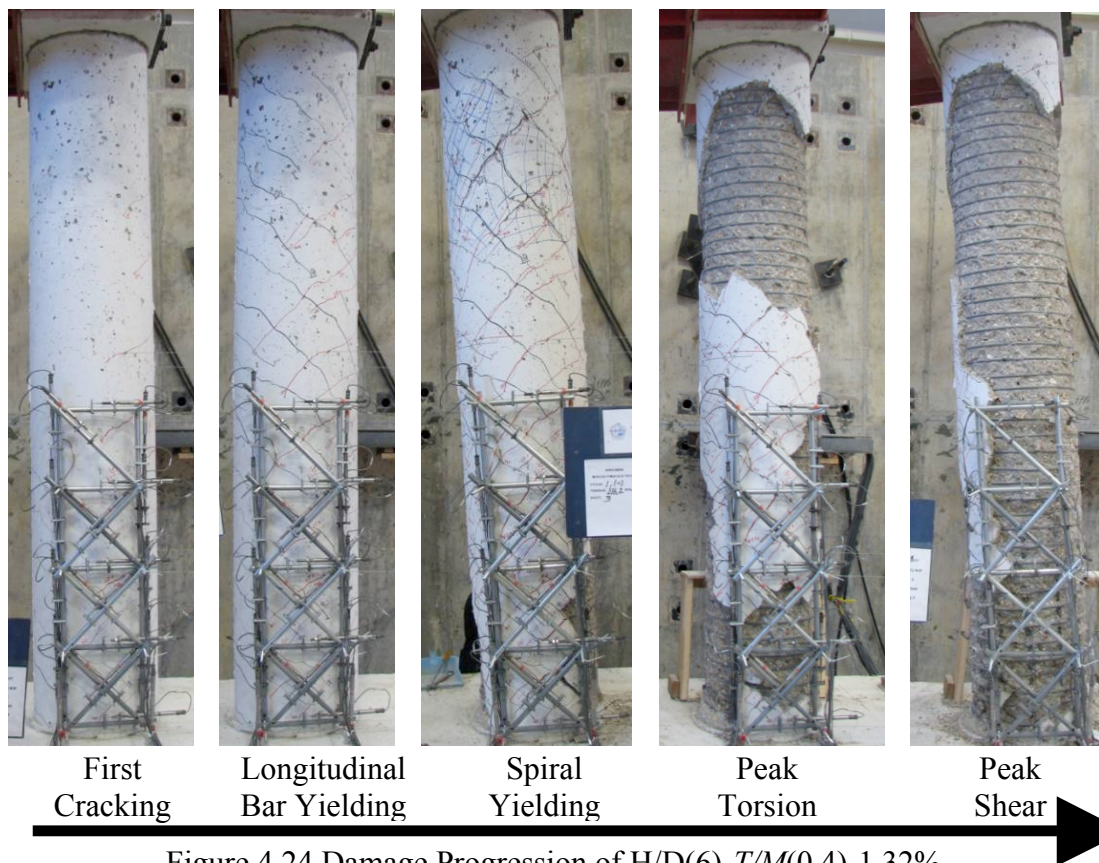 First
Cracking
Longitudinal
Bar Yielding
Spiral
Yielding
Peak
Torsion
Peak
Shear
Figure 4.24 Damage Progression of H/D(6)-T/M(0.4)-1.32%